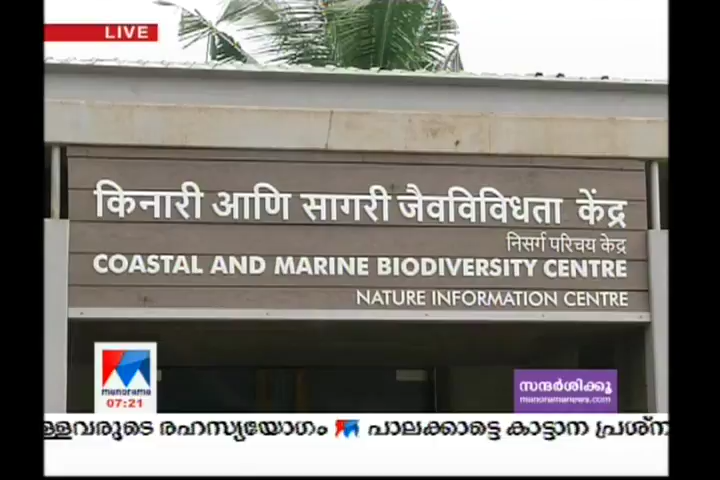 LIVE
किनारी आणि सागरी जैवविविधता केंद्र
निसर्ग परिचय केंद्र
COASTAL AND MARINE BIODIVERSITY CENTRE
NATURE INFORMATION CENTRE
manorama
07:21
സന്ദർശിക്കൂ
manoramanews.com
രഹസ്യയോഗം പാലക്കാട്ടെ കാട്ടാന